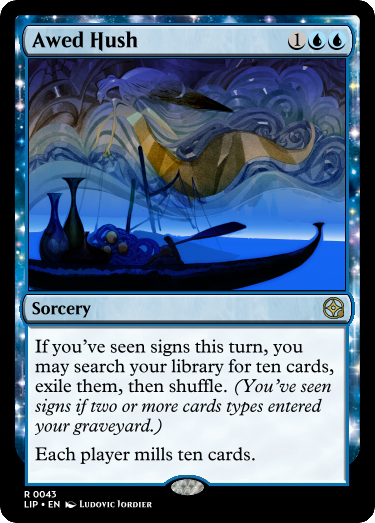 Awed Hush 1
Sorcery
If you've seen signs this turn, you
may search your library for ten cards,
exile them, then shuffle. (You've seen
signs if two or more cards types entered
your graveyard.)
Each player mills ten cards.
R 0043
LIP • EN Ludovic Jordier